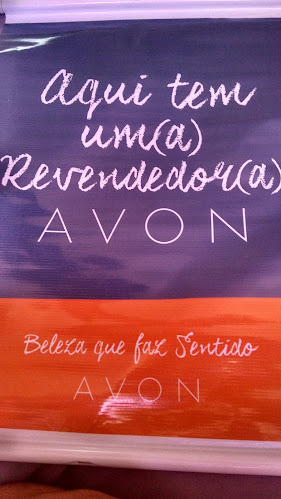 Aqui tem
um(a)
Revendedor(a)
AVON
Beleza que faz Sentido
AVON